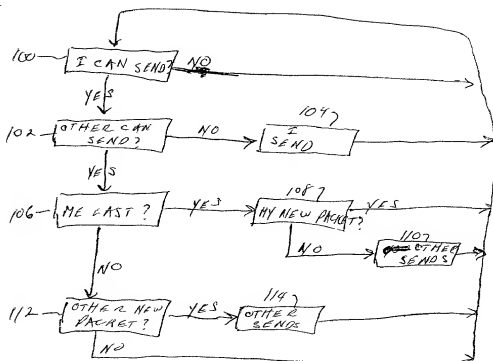 100
I CAN SEND?
NO
YES
102
OTHER CAN
SEND?
NO
104
I
SEND
YES
106
ME LAST?
YES
108
MY NEW PACKET?
YES
NO
110
OTHER
SENDS
NO
112
OTHER NEW
PACKET?
YES
114
OTHER
SENDS
NO